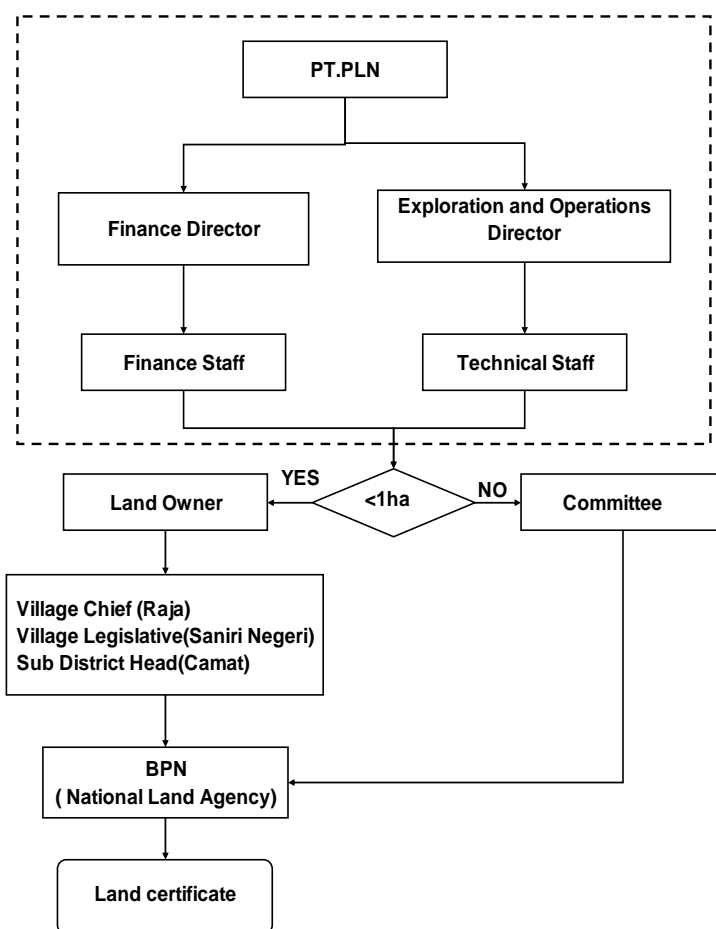 PT.PLN
Finance Director
Exploration and Operations
Director
Finance Staff
Technical Staff
YES
<1ha
NO
Land Owner
Committee
Village Chief (Raja)
Village Legislative(Saniri Negeri)
Sub District Head(Camat)
BPN
( National Land Agency)
Land certificate